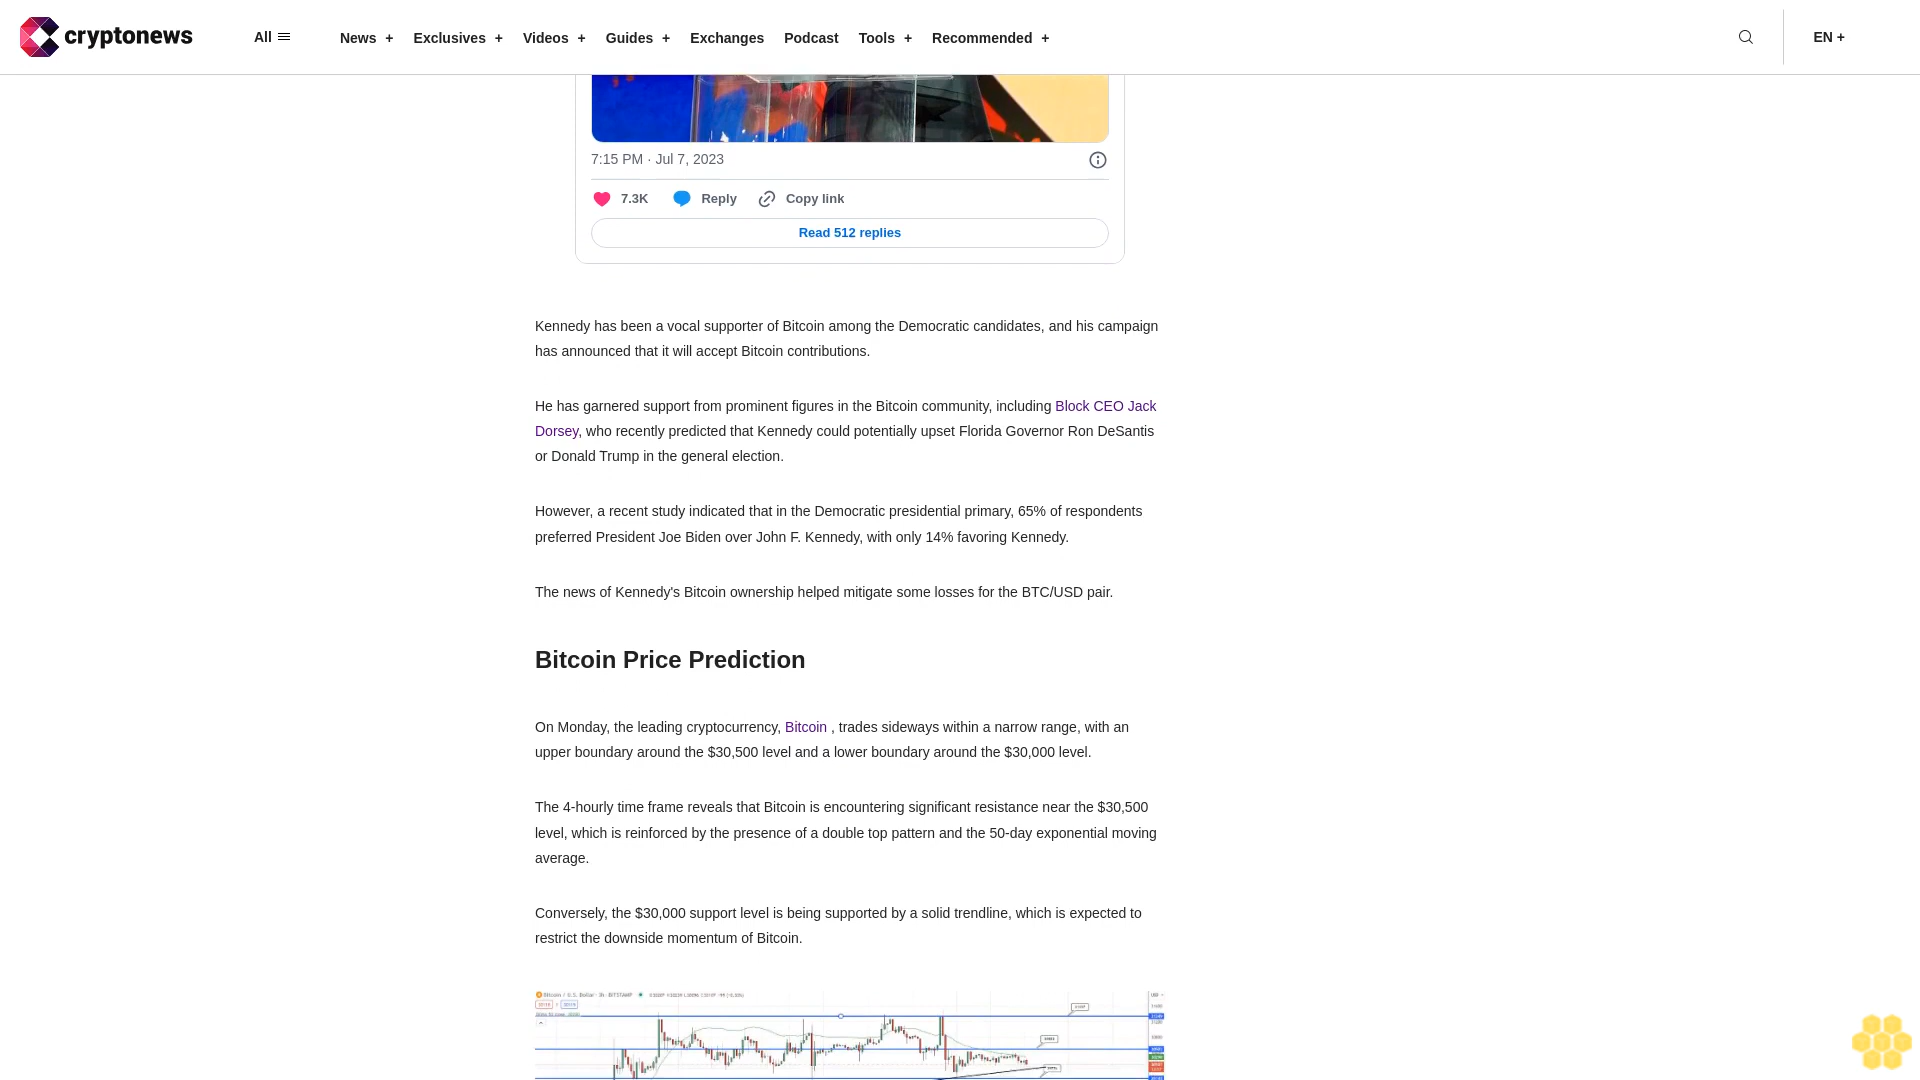 cryptonews
All
News + Exclusives + Videos + Guides + Exchanges Podcast Tools + Recommended +
EN +
7:15 PM · Jul 7, 2023
7.3K Reply Copy link
Read 512 replies
Kennedy has been a vocal supporter of Bitcoin among the Democratic candidates, and his campaign
has announced that it will accept Bitcoin contributions.
He has garnered support from prominent figures in the Bitcoin community, including Block CEO Jack
Dorsey, who recently predicted that Kennedy could potentially upset Florida Governor Ron DeSantis
or Donald Trump in the general election.
However, a recent study indicated that in the Democratic presidential primary, 65% of respondents
preferred President Joe Biden over John F. Kennedy, with only 14% favoring Kennedy.
The news of Kennedy's Bitcoin ownership helped mitigate some losses for the BTC/USD pair.
Bitcoin Price Prediction
On Monday, the leading cryptocurrency, Bitcoin , trades sideways within a narrow range, with an
upper boundary around the $30,500 level and a lower boundary around the $30,000 level.
The 4-hourly time frame reveals that Bitcoin is encountering significant resistance near the $30,500
level, which is reinforced by the presence of a double top pattern and the 50-day exponential moving
average.
Conversely, the $30,000 support level is being supported by a solid trendline, which is expected to
restrict the downside momentum of Bitcoin.
Bitcoin / U.S. Dollar · 3h · BITSTAMP
USD